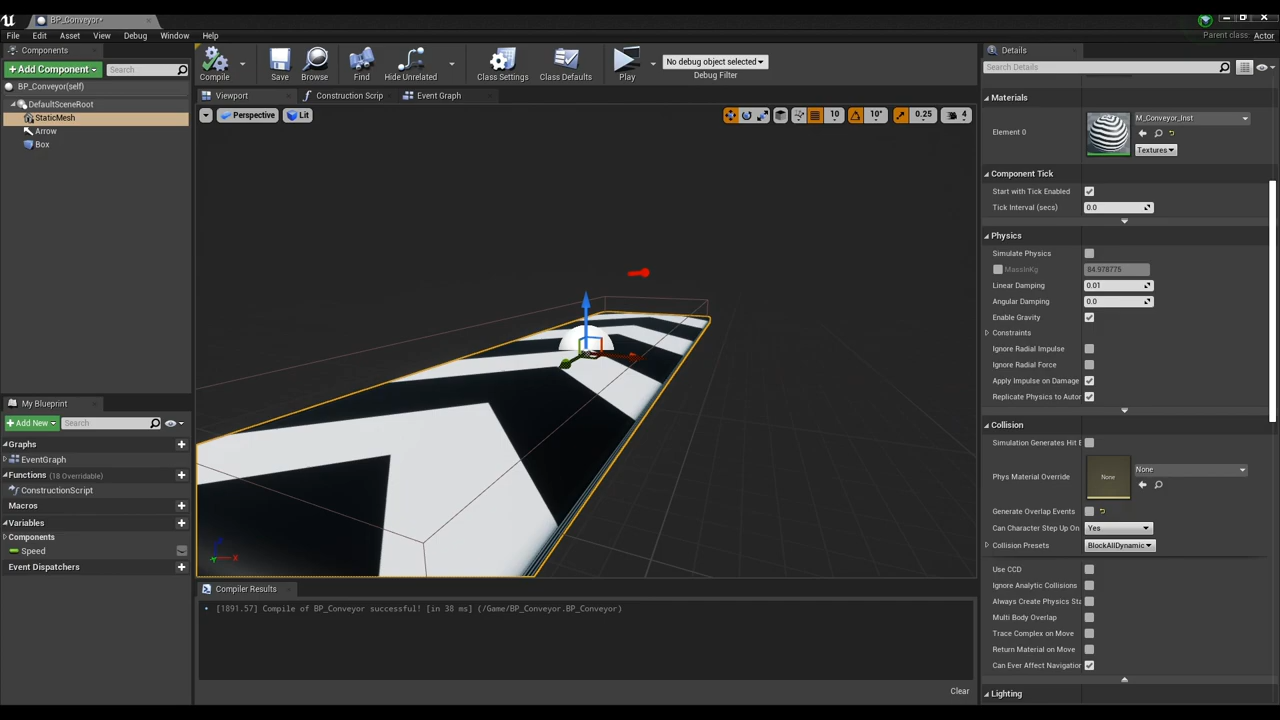 BP_Conveyor*
File Edit Asset View Debug Window Help
Parent class: Actor
Components
+ Add Component
Search
BP_Conveyor(self)
DefaultSceneRoot
StaticMesh
Arrow
Box
Compile
Save
Browse
Find
Hide Unrelated
Class Settings
Class Defaults
Play
No debug object selected
Debug Filter
Viewport
Construction Scrip
Event Graph
Perspective
Lit
10
10°
0.25
4
My Blueprint
+ Add New
Search
Graphs
EventGraph
Functions (18 Overridable)
ConstructionScript
Macros
Variables
Components
Speed
Event Dispatchers
Compiler Results
[1891.57] Compile of BP_Conveyor successful! [in 38 ms] (/Game/BP_Conveyor.BP_Conveyor)
Clear
Details
Search Details
Materials
Element 0
M_Conveyor_Inst
Textures
Component Tick
Start with Tick Enabled
Tick Interval (secs)
0.0
Physics
Simulate Physics
MassInKg
84.978775
Linear Damping
0.01
Angular Damping
0.0
Enable Gravity
Constraints
Ignore Radial Impulse
Ignore Radial Force
Apply Impulse on Damage
Replicate Physics to Autor
Collision
Simulation Generates Hit E
Phys Material Override
None
None
Generate Overlap Events
Can Character Step Up On
Yes
Collision Presets
BlockAllDynamic
Use CCD
Ignore Analytic Collisions
Always Create Physics Sta
Multi Body Overlap
Trace Complex on Move
Return Material on Move
Can Ever Affect Navigation
Lighting